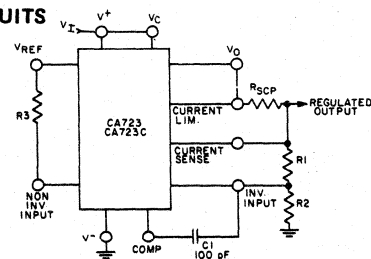 UITS
VI
V+
VC
VREF
VO
RSCP
REGULATED
OUTPUT
CURRENT
LIM.
R3
CA723
CA723C
CURRENT
SENSE
R1
NON
INV
INPUT
INV.
INPUT
R2
V-
COMP
C1
100 pF